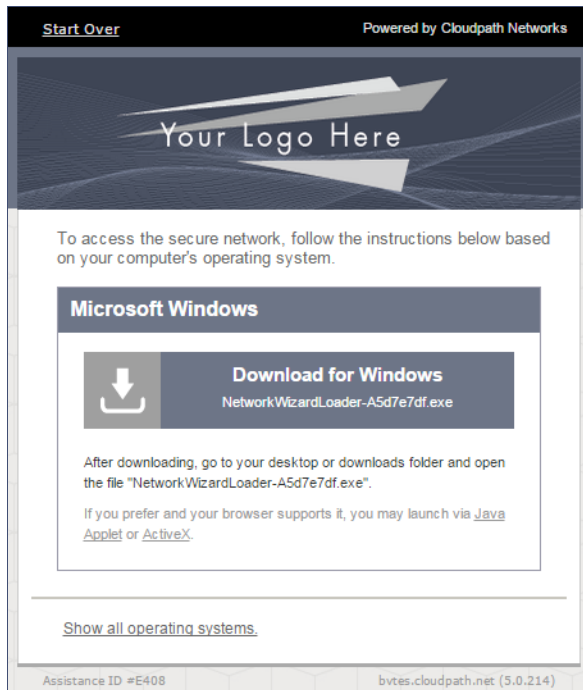 Start Over
Powered by Cloudpath Networks
Your Logo Here
To access the secure network, follow the instructions below based
on your computer's operating system.
Microsoft Windows
Download for Windows
NetworkWizardLoader-A5d7e7df.exe
After downloading, go to your desktop or downloads folder and open
the file "NetworkWizardLoader-A5d7e7df.exe".
If you prefer and your browser supports it, you may launch via Java
Applet or ActiveX.
Show all operating systems.
Assistance ID #E408
bvtes.cloudpath.net (5.0.214)